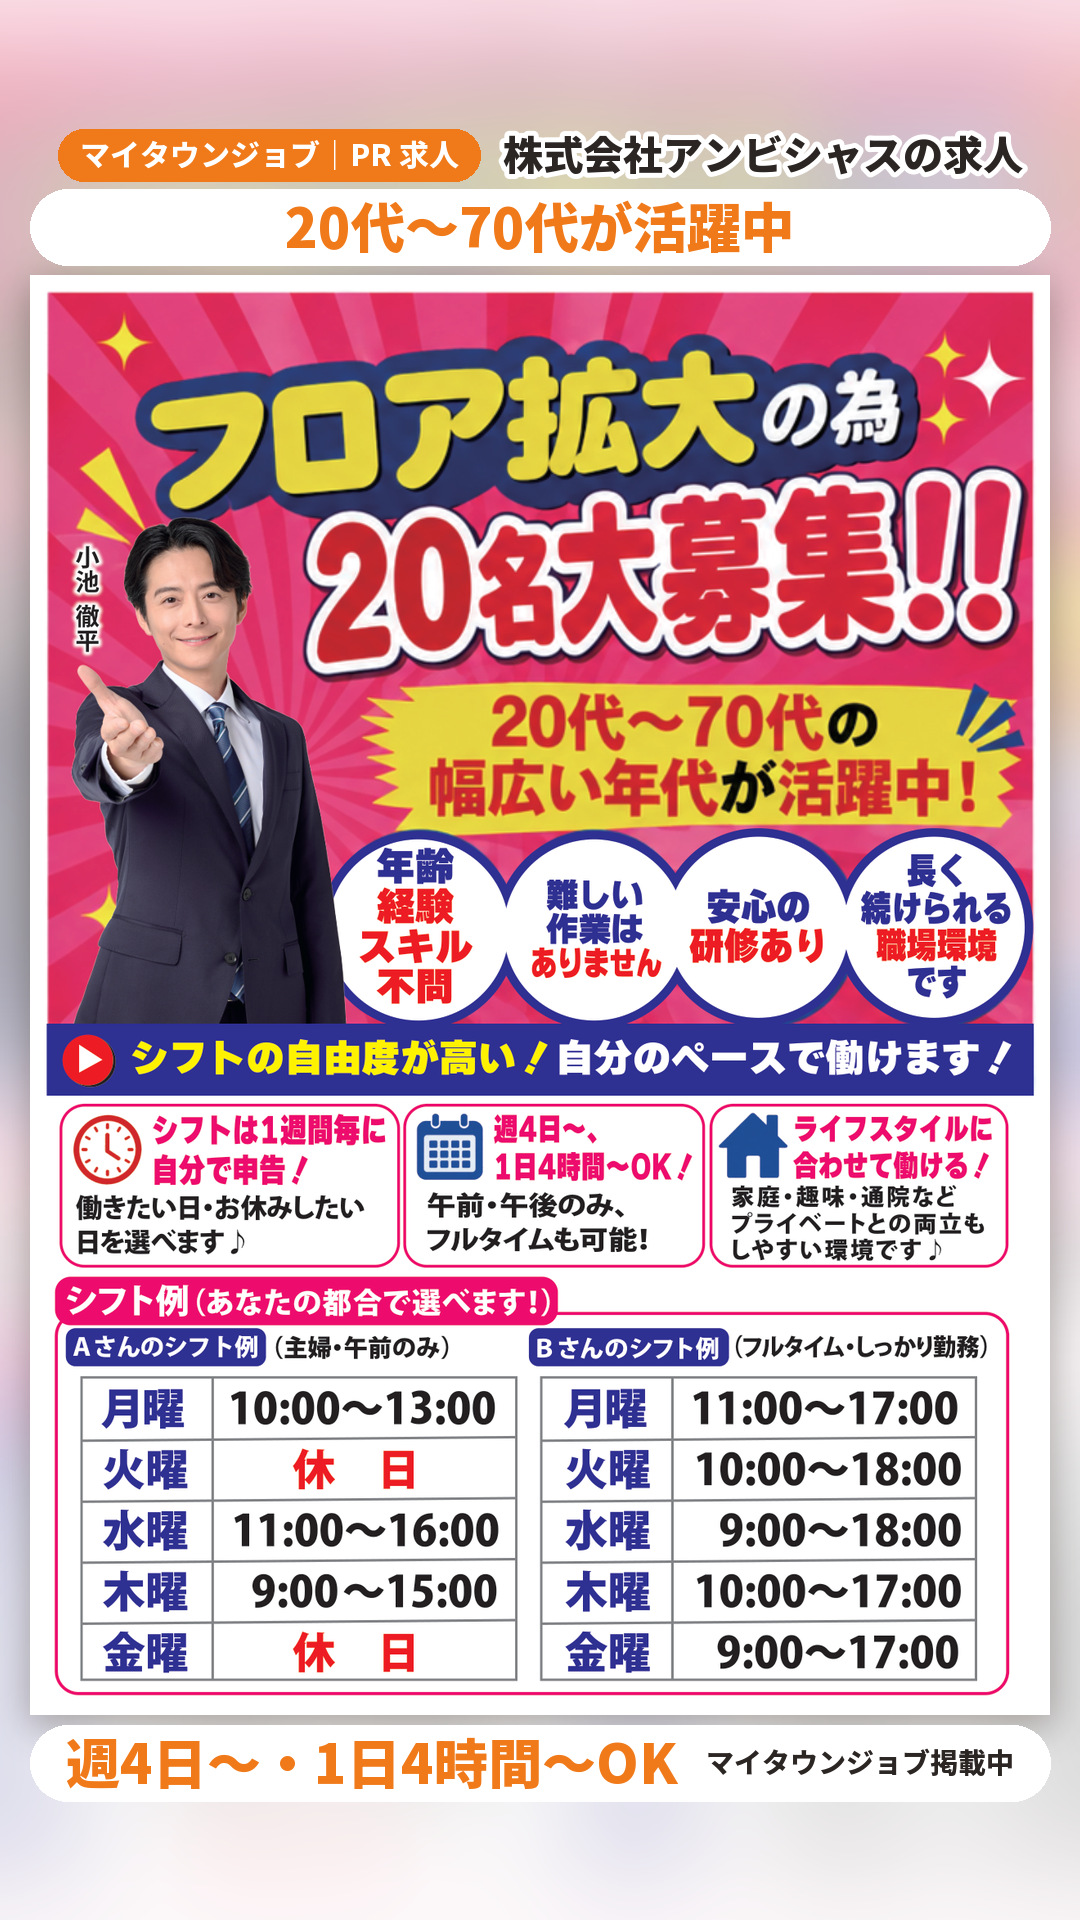 マイタウンジョブ｜PR 求人
株式会社アンビシャスの求人
20代～70代が活躍中
フロア拡大の為
20名大募集!!
小池 徹平
20代～70代の
幅広い年代が活躍中!
年齢
経験
スキル
不問
難しい
作業は
ありません
安心の
研修あり
長く
続けられる
職場環境
です
シフトの自由度が高い！自分のペースで働けます！
シフトは1週間毎に
自分で申告！
働きたい日・お休みしたい
日を選べます♪
週4日～、
1日4時間～OK！
午前・午後のみ、
フルタイムも可能!
ライフスタイルに
合わせて働ける！
家庭・趣味・通院など
プライベートとの両立も
しやすい環境です♪
シフト例（あなたの都合で選べます!）
Aさんのシフト例（主婦・午前のみ）
月曜 10:00～13:00
火曜 休 日
水曜 11:00～16:00
木曜 9:00～15:00
金曜 休 日
Bさんのシフト例（フルタイム・しっかり勤務）
月曜 11:00～17:00
火曜 10:00～18:00
水曜 9:00～18:00
木曜 10:00～17:00
金曜 9:00～17:00
週4日～・1日4時間～OK
マイタウンジョブ掲載中